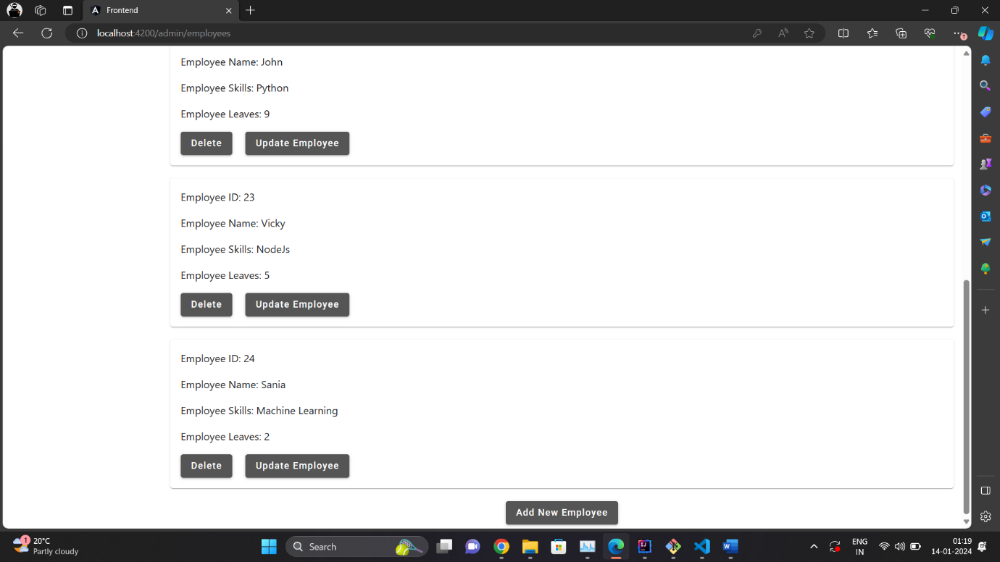 Frontend
localhost:4200/admin/employees
Employee Name: John
Employee Skills: Python
Employee Leaves: 9
Delete
Update Employee
Employee ID: 23
Employee Name: Vicky
Employee Skills: NodeJs
Employee Leaves: 5
Delete
Update Employee
Employee ID: 24
Employee Name: Sania
Employee Skills: Machine Learning
Employee Leaves: 2
Delete
Update Employee
Add New Employee
1
20°C
Partly cloudy
Search
ENG
IN
01:19
14-01-2024